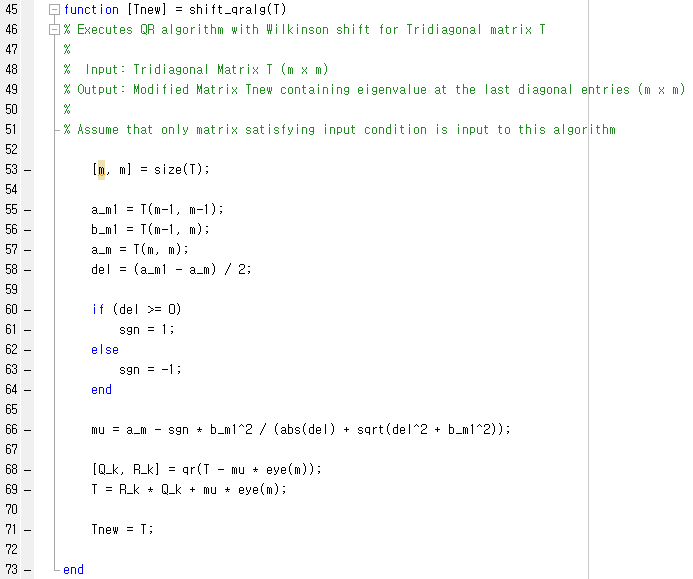 45 function [Tnew] = shift_qralg(T)
46 % Executes QR algorithm with Wilkinson shift for Tridiagonal matrix T
47 %
48 %  Input: Tridiagonal Matrix T (m x m)
49 % Output: Modified Matrix Tnew containing eigenvalue at the last diagonal entries (m x m)
50 %
51 % Assume that only matrix satisfying input condition is input to this algorithm
52
53 –     [m, m] = size(T);
54
55 –     a_m1 = T(m-1, m-1);
56 –     b_m1 = T(m-1, m);
57 –     a_m = T(m, m);
58 –     del = (a_m1 - a_m) / 2;
59
60 –     if (del >= 0)
61 –         sgn = 1;
62 –     else
63 –         sgn = -1;
64 –     end
65
66 –     mu = a_m - sgn * b_m1^2 / (abs(del) + sqrt(del^2 + b_m1^2));
67
68 –     [Q_k, R_k] = qr(T - mu * eye(m));
69 –     T = R_k * Q_k + mu * eye(m);
70
71 –     Tnew = T;
72
73 – end